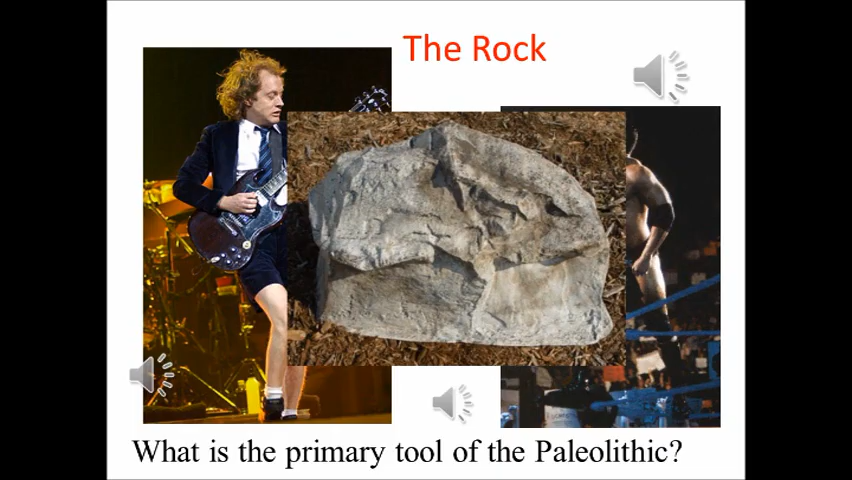 The Rock
What is the primary tool of the Paleolithic?